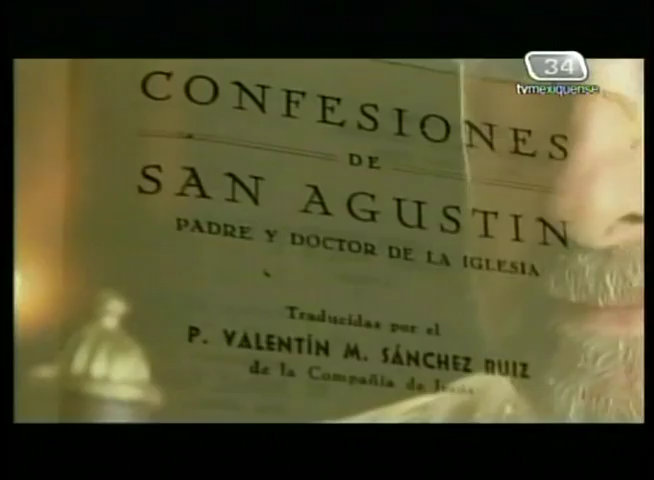 34
tvmexiquense
CONFESIONES
DE
SAN AGUSTIN
PADRE Y DOCTOR DE LA IGLESIA
Traducidas por el
P. VALENTÍN M. SÁNCHEZ RUIZ
de la Compañía de Jesús